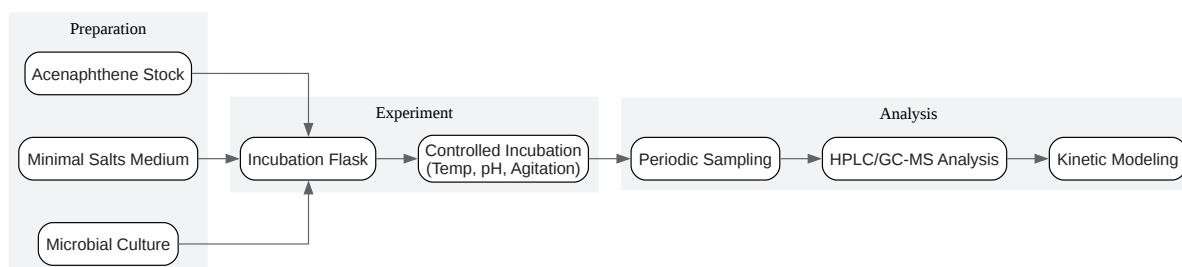 Preparation
Acenaphthene Stock
Minimal Salts Medium
Microbial Culture
Experiment
Incubation Flask
Controlled Incubation
(Temp, pH, Agitation)
Analysis
Periodic Sampling
HPLC/GC-MS Analysis
Kinetic Modeling